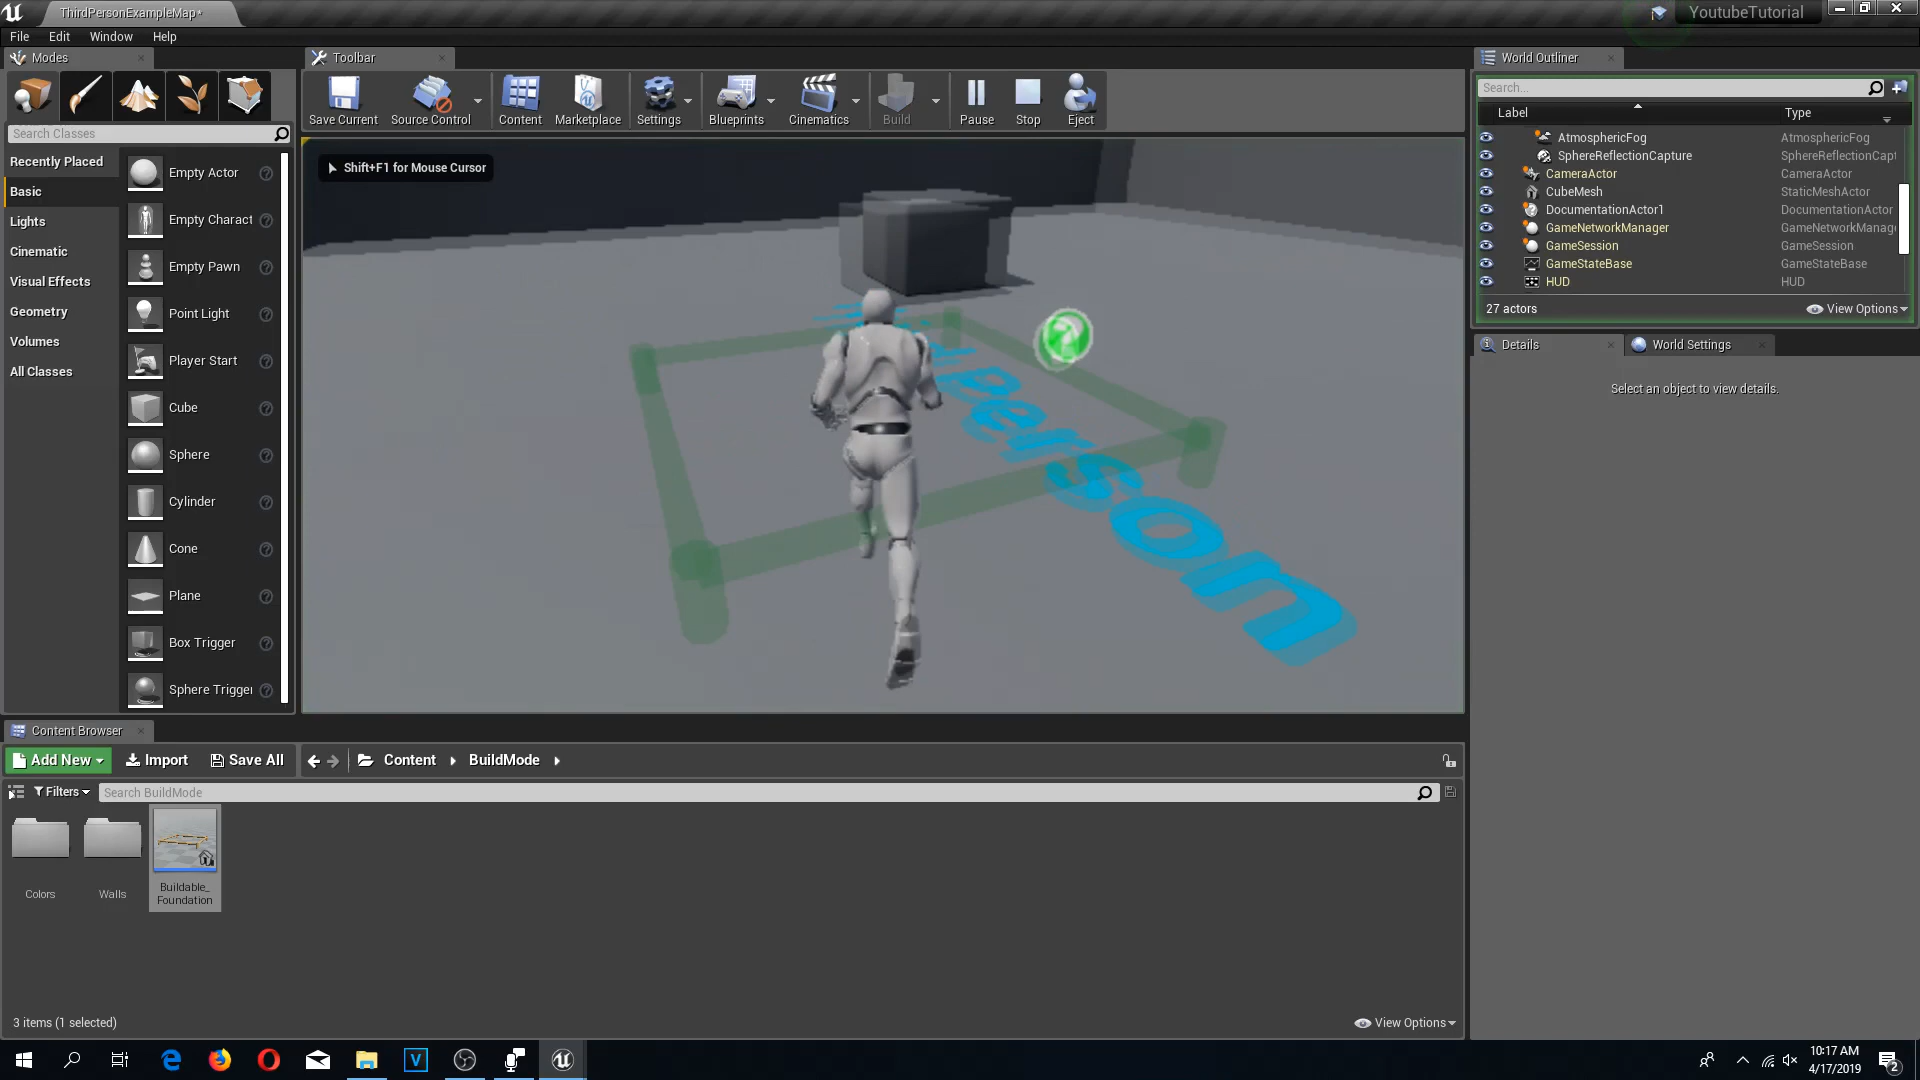 ThirdPersonExampleMap*
YoutubeTutorial
File Edit Window Help
Modes
Search Classes
Recently Placed
Basic
Lights
Cinematic
Visual Effects
Geometry
Volumes
All Classes
Empty Actor
Empty Charact
Empty Pawn
Point Light
Player Start
Cube
Sphere
Cylinder
Cone
Plane
Box Trigger
Sphere Trigger
Toolbar
Save Current Source Control Content Marketplace Settings Blueprints Cinematics Build Pause Stop Eject
Shift+F1 for Mouse Cursor
Person
World Outliner
Search...
Label Type
AtmosphericFog AtmosphericFog
SphereReflectionCapture SphereReflectionCapt
CameraActor CameraActor
CubeMesh StaticMeshActor
DocumentationActor1 DocumentationActor
GameNetworkManager GameNetworkManag
GameSession GameSession
GameStateBase GameStateBase
HUD HUD
27 actors View Options
Details World Settings
Select an object to view details.
Content Browser
Add New Import Save All Content BuildMode
Filters Search BuildMode
Colors
Walls
Buildable_
Foundation
3 items (1 selected) View Options
10:17 AM
4/17/2019
2